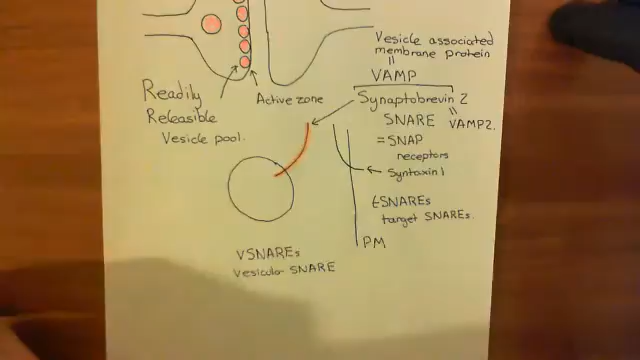 Vesicle associated
membrane protein
=
VAMP
Readily
Releasible
Vesicle pool.
Active zone
Synaptobrevin 2
=
VAMP2.
SNARE
= SNAP
receptors
Syntaxin 1
tSNAREs
target SNAREs.
PM
VSNAREs
Vesicular SNARE